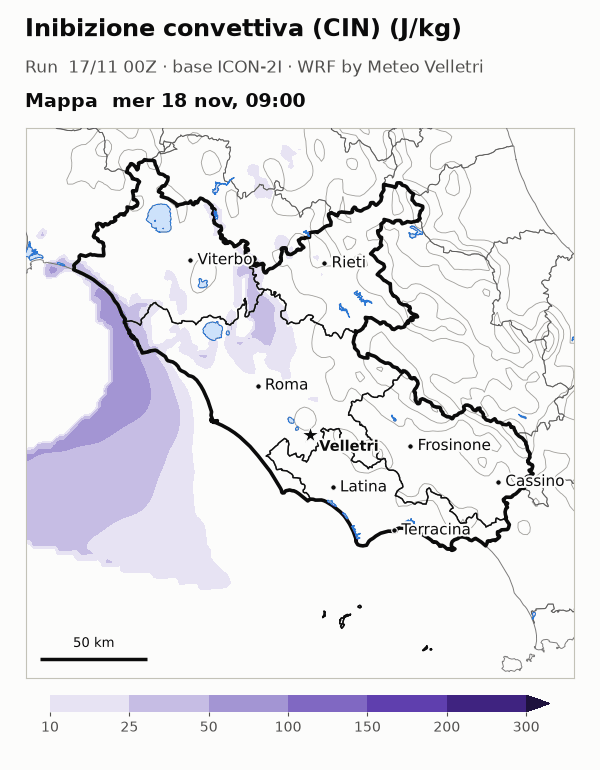 Inibizione convettiva (CIN) (J/kg)
Run 17/11 00Z · base ICON-2I · WRF by Meteo Velletri
Mappa mer 18 nov, 09:00
Viterbo
Rieti
Roma
Velletri
Frosinone
Cassino
Latina
Terracina
50 km
10 25 50 100 150 200 300